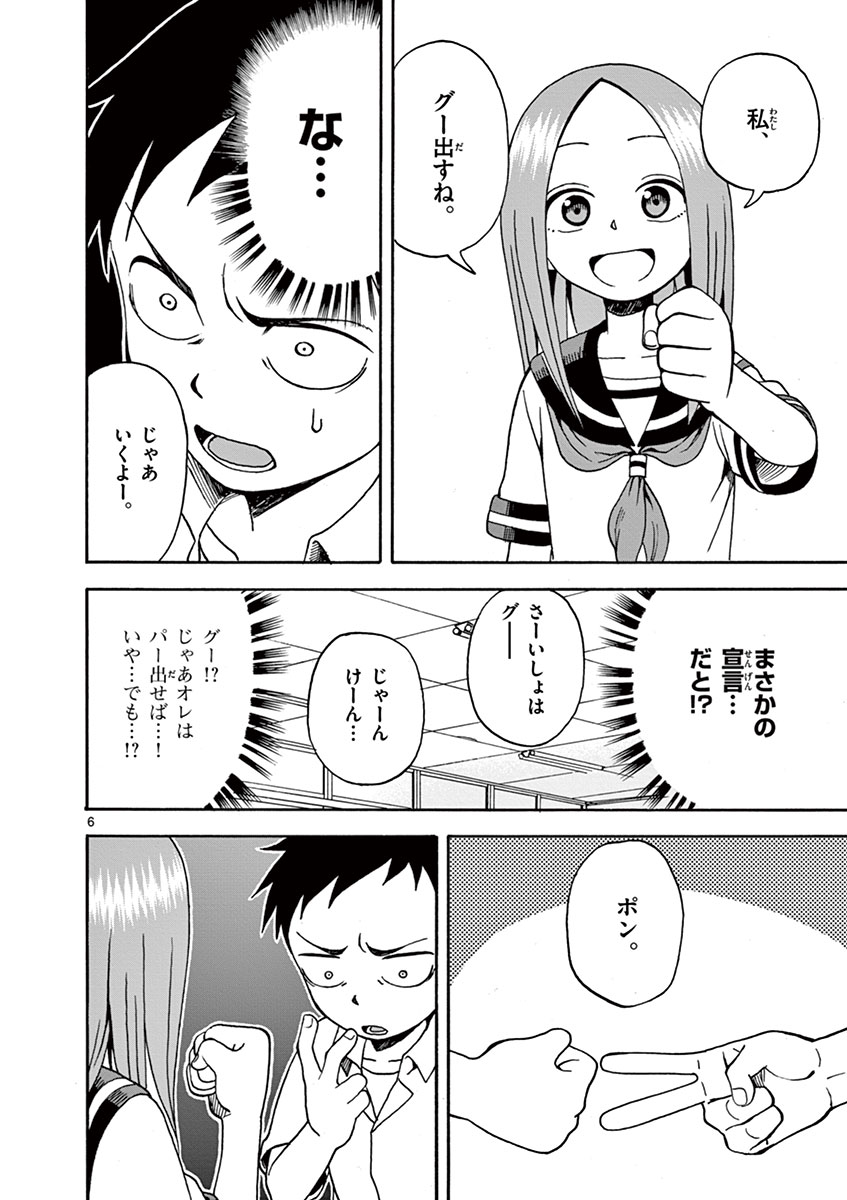 私、
グー出すね。
な…
じゃあ
いくよー。
まさかの
宣言…
だと!?
さーいしょは
グー
じゃーん
けーん…
グー!?
じゃあオレは
パー出せば…!
いや…でも…!?
6
ポン。